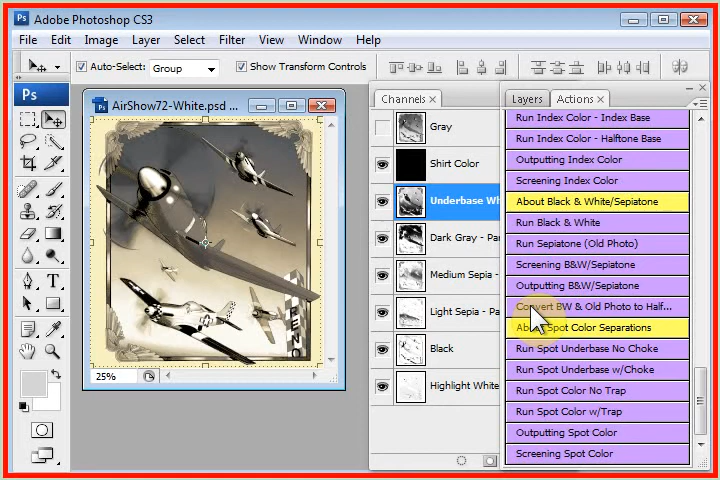 Ps Adobe Photoshop CS3
File Edit Image Layer Select Filter View Window Help
Auto-Select: Group Show Transform Controls
Ps
AirShow72-White.psd ...
RENO
25%
Channels ×
Gray
Shirt Color
Underbase Wh
Dark Gray - Pa
Medium Sepia -
Light Sepia - Pa
Black
Highlight White
Layers Actions ×
Run Index Color - Index Base
Run Index Color - Halftone Base
Outputting Index Color
Screening Index Color
About Black & White/Sepiatone
Run Black & White
Run Sepiatone (Old Photo)
Screening B&W/Sepiatone
Outputting B&W/Sepiatone
Convert BW & Old Photo to Half...
About Spot Color Separations
Run Spot Underbase No Choke
Run Spot Underbase w/Choke
Run Spot Color No Trap
Run Spot Color w/Trap
Outputting Spot Color
Screening Spot Color